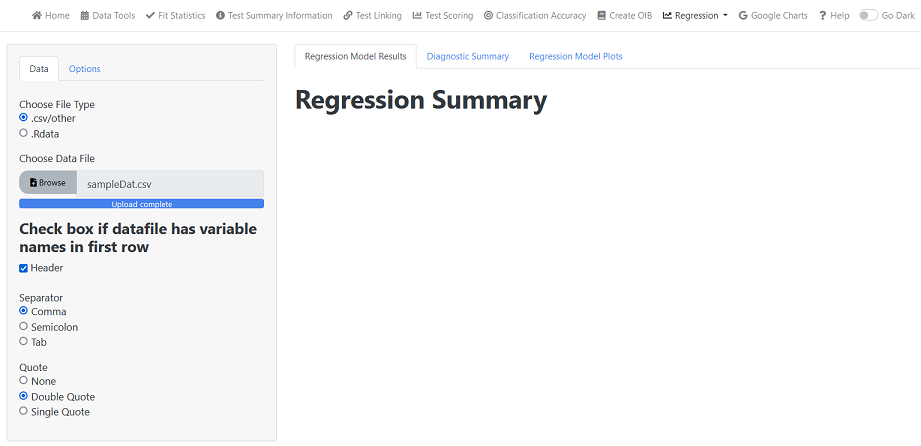 Home Data Tools Fit Statistics Test Summary Information Test Linking Test Scoring Classification Accuracy Create OIB Regression Google Charts Help Go Dark
Data Options
Choose File Type
.csv/other
.Rdata
Choose Data File
Browse sampleDat.csv
Upload complete
Check box if datafile has variable
names in first row
Header
Separator
Comma
Semicolon
Tab
Quote
None
Double Quote
Single Quote
Regression Model Results Diagnostic Summary Regression Model Plots
Regression Summary